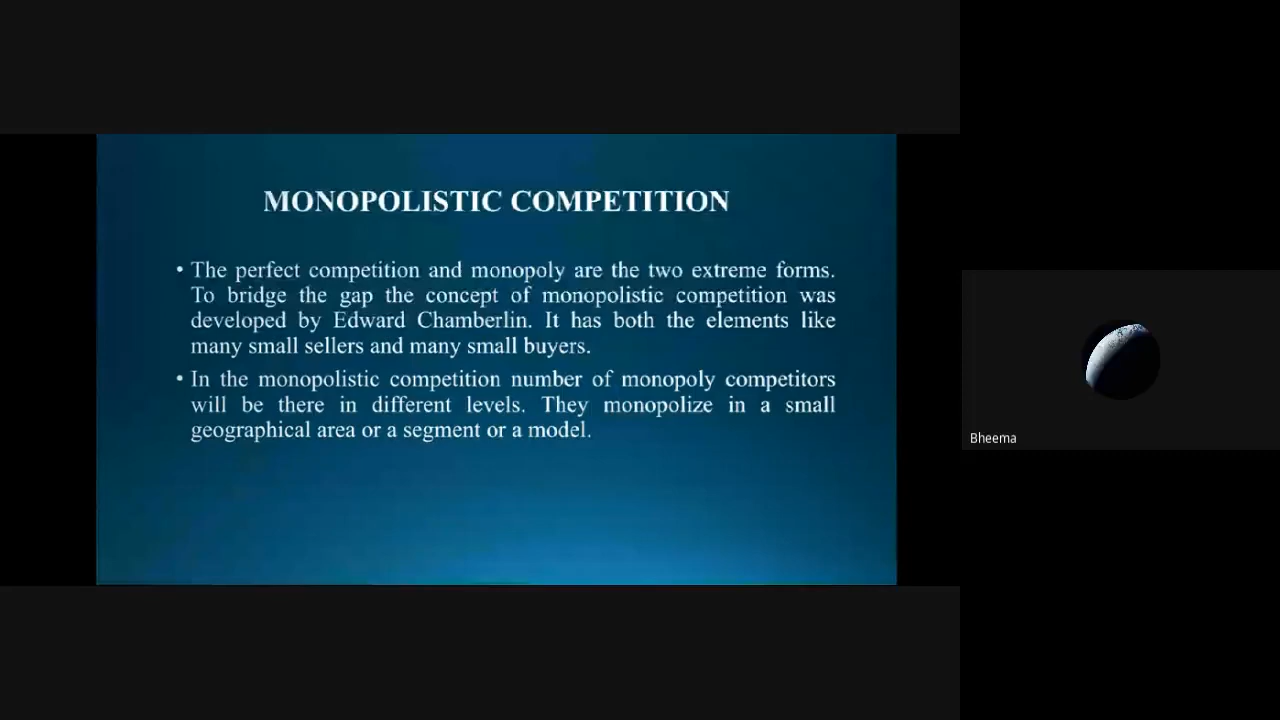 MONOPOLISTIC COMPETITION
• The perfect competition and monopoly are the two extreme forms.
To bridge the gap the concept of monopolistic competition was
developed by Edward Chamberlin. It has both the elements like
many small sellers and many small buyers.
• In the monopolistic competition number of monopoly competitors
will be there in different levels. They monopolize in a small
geographical area or a segment or a model.
Bheema